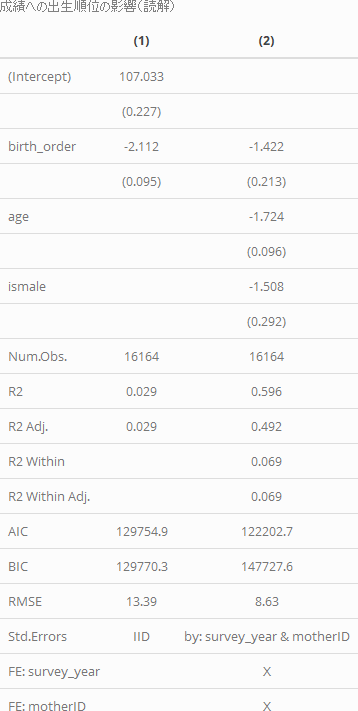 成績への出生順位の影響(読解)
(1) (2)
(Intercept) 107.033
(0.227)
birth_order -2.112 -1.422
(0.095) (0.213)
age -1.724
(0.096)
ismale -1.508
(0.292)
Num.Obs. 16164 16164
R2 0.029 0.596
R2 Adj. 0.029 0.492
R2 Within 0.069
R2 Within Adj. 0.069
AIC 129754.9 122202.7
BIC 129770.3 147727.6
RMSE 13.39 8.63
Std.Errors IID by: survey_year & motherID
FE: survey_year X
FE: motherID X